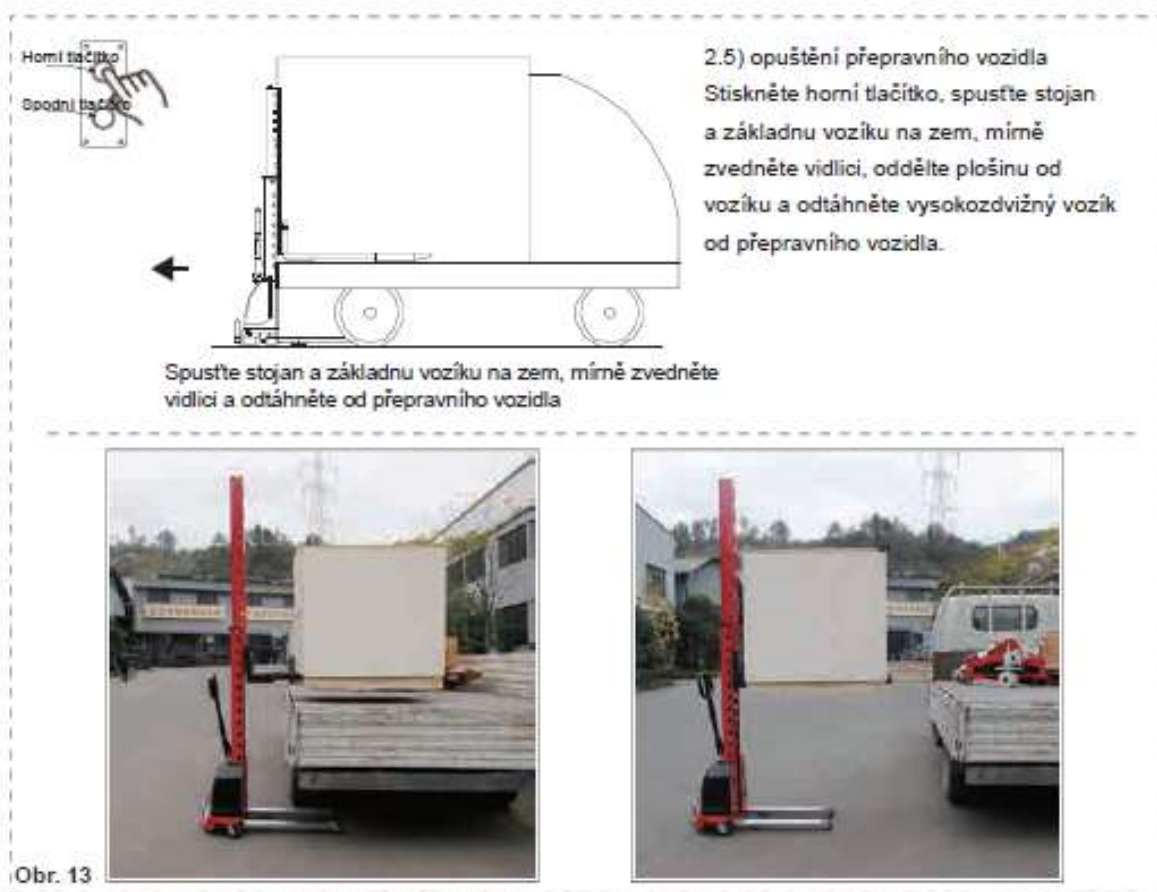 Horní tlačítko
Spodní tlačítko
2.5) opuštění přepravního vozidla
Stiskněte horní tlačítko, spusťte stojan
a základnu vozíku na zem, mírně
zvedněte vidlici, oddělte plošinu od
vozíku a odtáhněte vysokozdvižný vozík
od přepravního vozidla.
Spusťte stojan a základnu vozíku na zem, mírně zvedněte
vidlici a odtáhněte od přepravního vozidla
Obr. 13